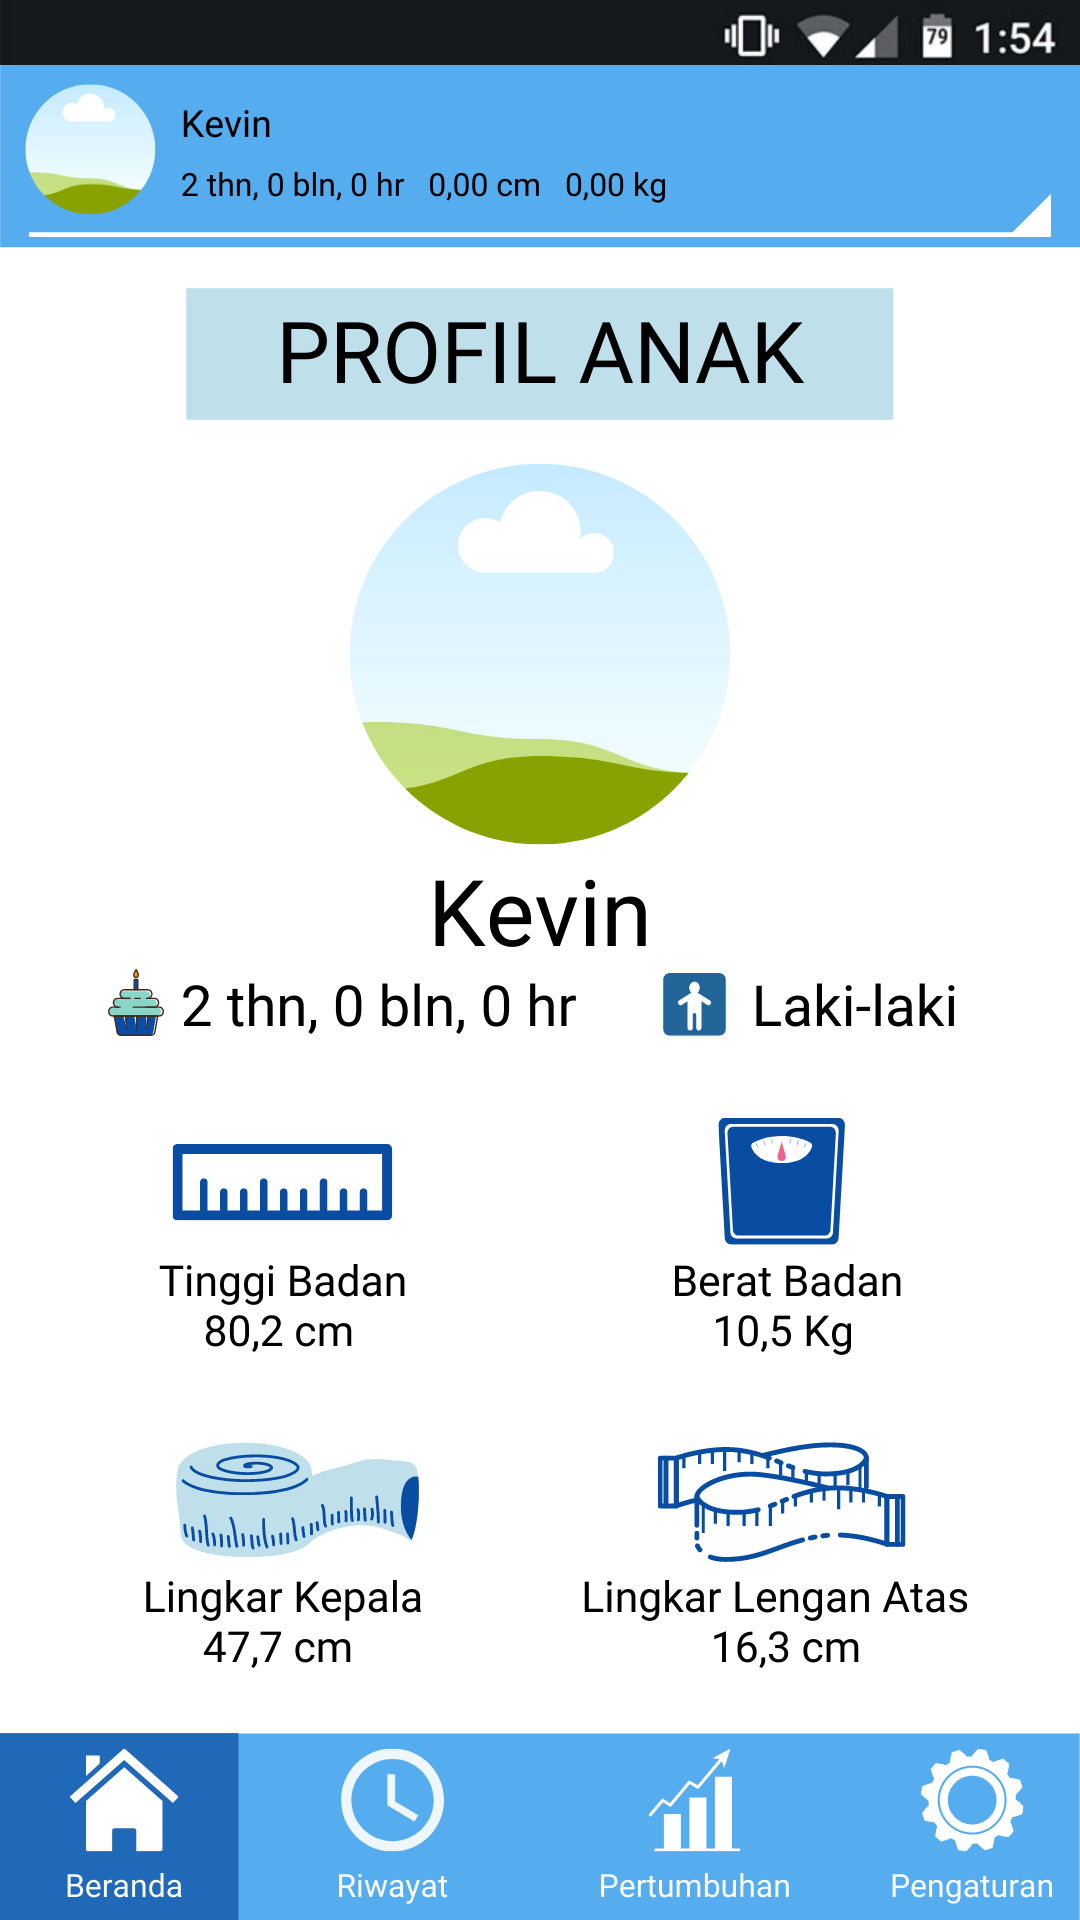 79 1:54
Kevin
2 thn, 0 bln, 0 hr 0,00 cm 0,00 kg
PROFIL ANAK
Kevin
2 thn, 0 bln, 0 hr Laki-laki
Tinggi Badan
80,2 cm
Berat Badan
10,5 Kg
Lingkar Kepala
47,7 cm
Lingkar Lengan Atas
16,3 cm
Beranda
Riwayat
Pertumbuhan
Pengaturan